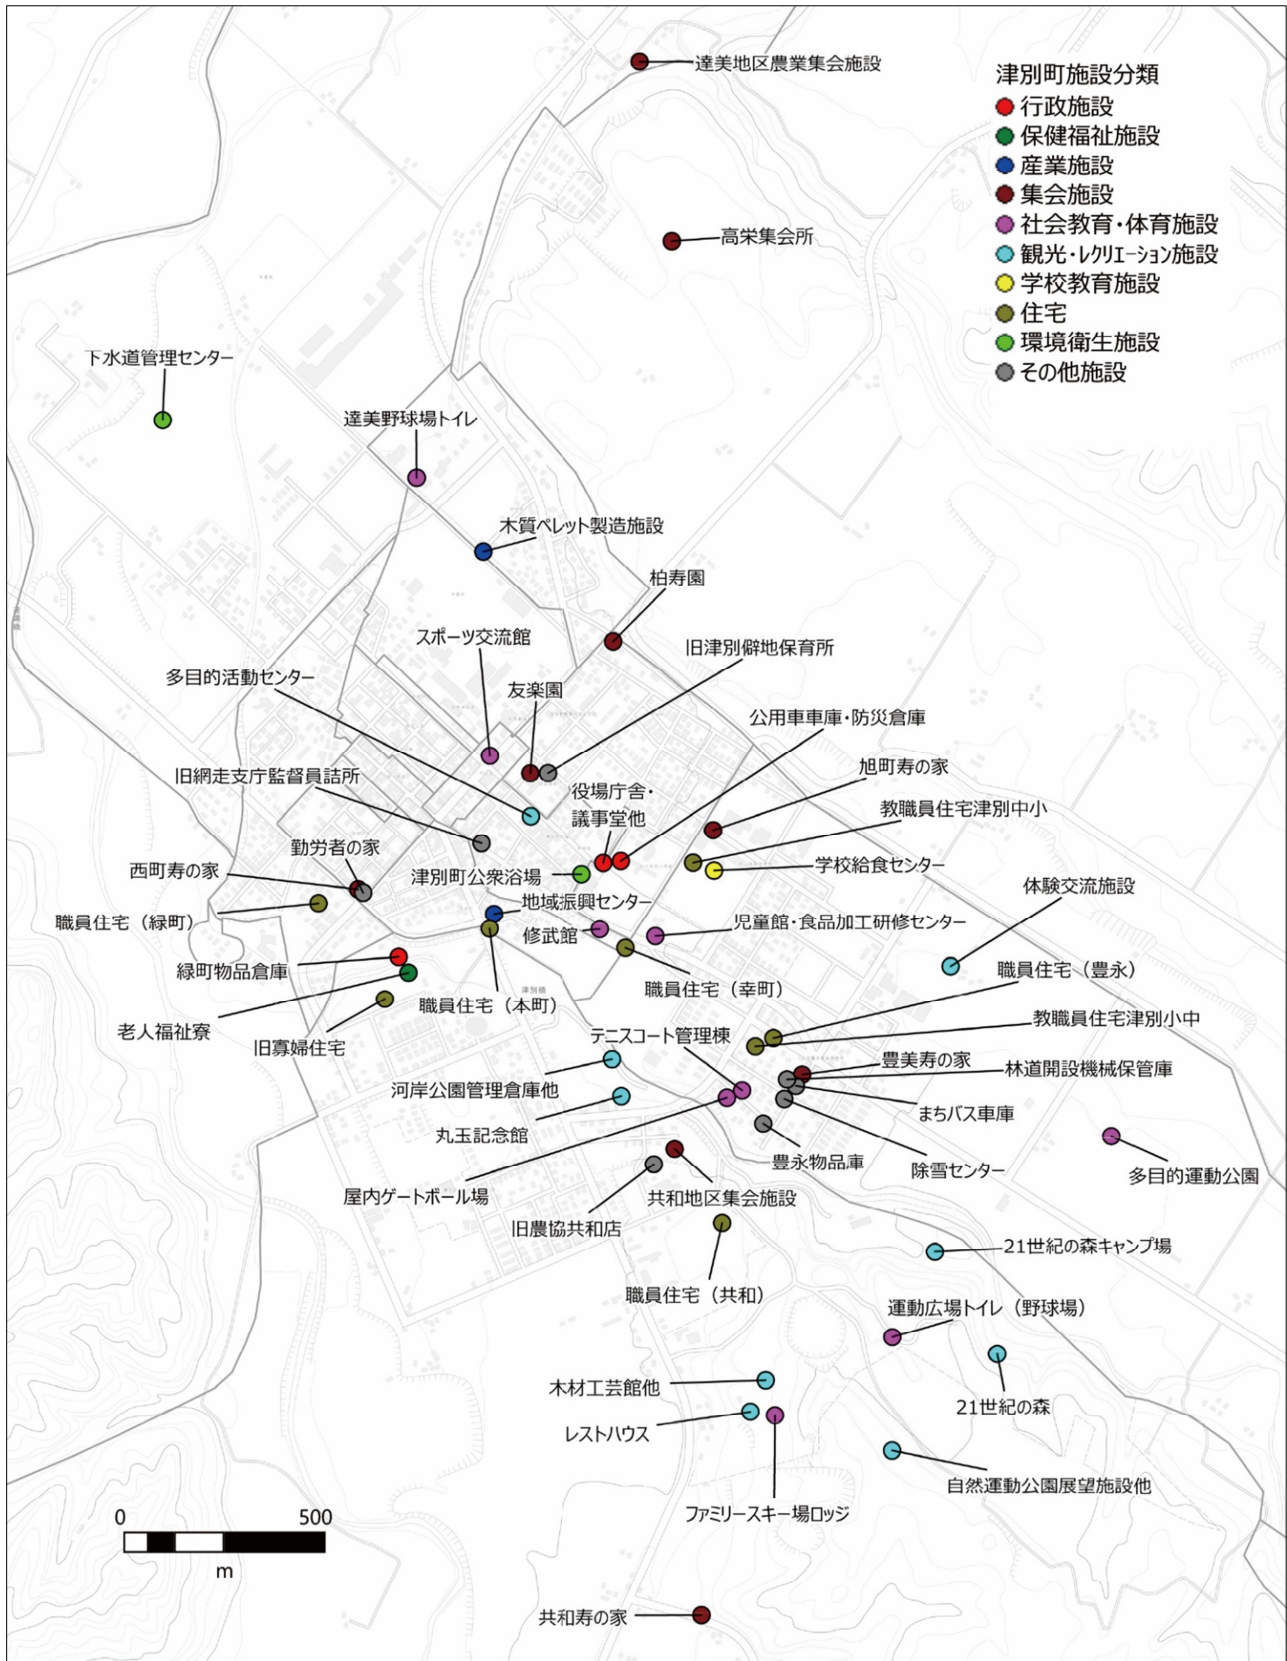 達美地区農業集会施設
津別町施設分類
行政施設
保健福祉施設
産業施設
集会施設
社会教育・体育施設
観光・ﾚｸﾘｴｰｼｮﾝ施設
学校教育施設
住宅
環境衛生施設
その他施設
高栄集会所
下水道管理センター
達美野球場トイレ
木質ペレット製造施設
柏寿園
スポーツ交流館
旧津別僻地保育所
多目的活動センター
友楽園
公用車車庫・防災倉庫
旧網走支庁監督員詰所
役場庁舎・
議事堂他
旭町寿の家
教職員住宅津別中小
勤労者の家
西町寿の家
津別町公衆浴場
学校給食センター
体験交流施設
職員住宅（緑町）
地域振興センター
修武館
児童館・食品加工研修センター
緑町物品倉庫
職員住宅（豊永）
職員住宅（幸町）
職員住宅（本町）
津別橋
老人福祉寮
旧寡婦住宅
テニスコート管理棟
教職員住宅津別小中
豊美寿の家
林道開設機械保管庫
河岸公園管理倉庫他
まちバス車庫
丸玉記念館
豊永物品庫
除雪センター
多目的運動公園
屋内ゲートボール場
共和地区集会施設
旧農協共和店
21世紀の森キャンプ場
職員住宅（共和）
運動広場トイレ（野球場）
木材工芸館他
21世紀の森
レストハウス
自然運動公園展望施設他
ファミリースキー場ロッジ
0
500
m
共和寿の家